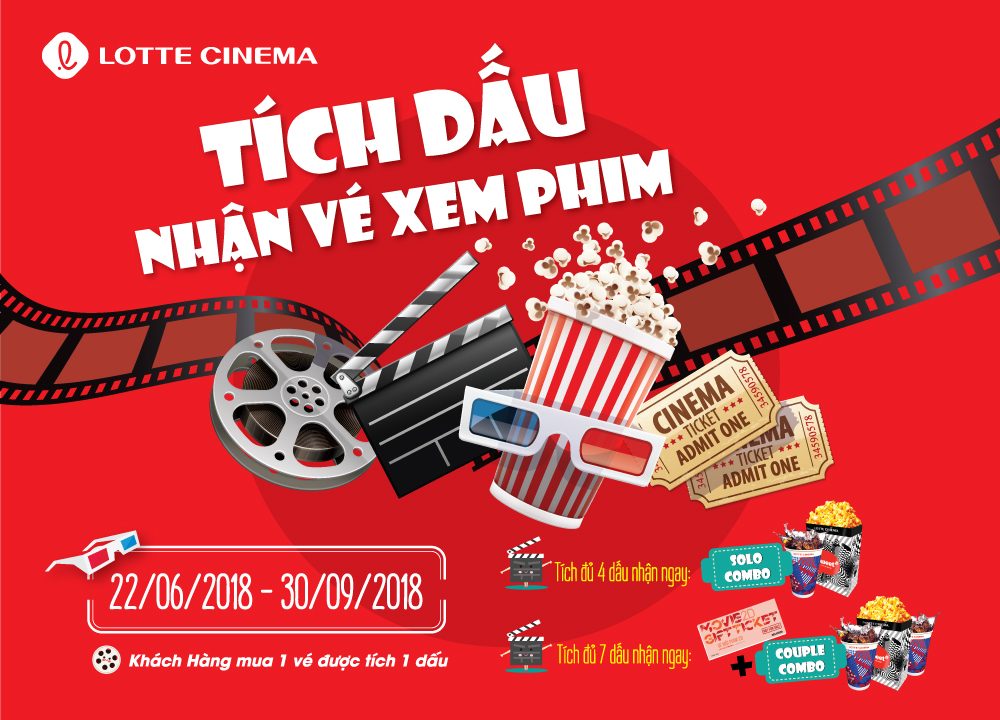 LOTTE CINEMA
TÍCH DẤU
NHẬN VÉ XEM PHIM
CINEMA
TICKET
ADMIT ONE
34590578
TICKET
ADMIT ONE
34590578
22/06/2018 - 30/09/2018
Khách Hàng mua 1 vé được tích 1 dấu
Tích đủ 4 dấu nhận ngay:
SOLO
COMBO
Tích đủ 7 dấu nhận ngay:
MOVIE 2D
GIFT TICKET
+
COUPLE
COMBO